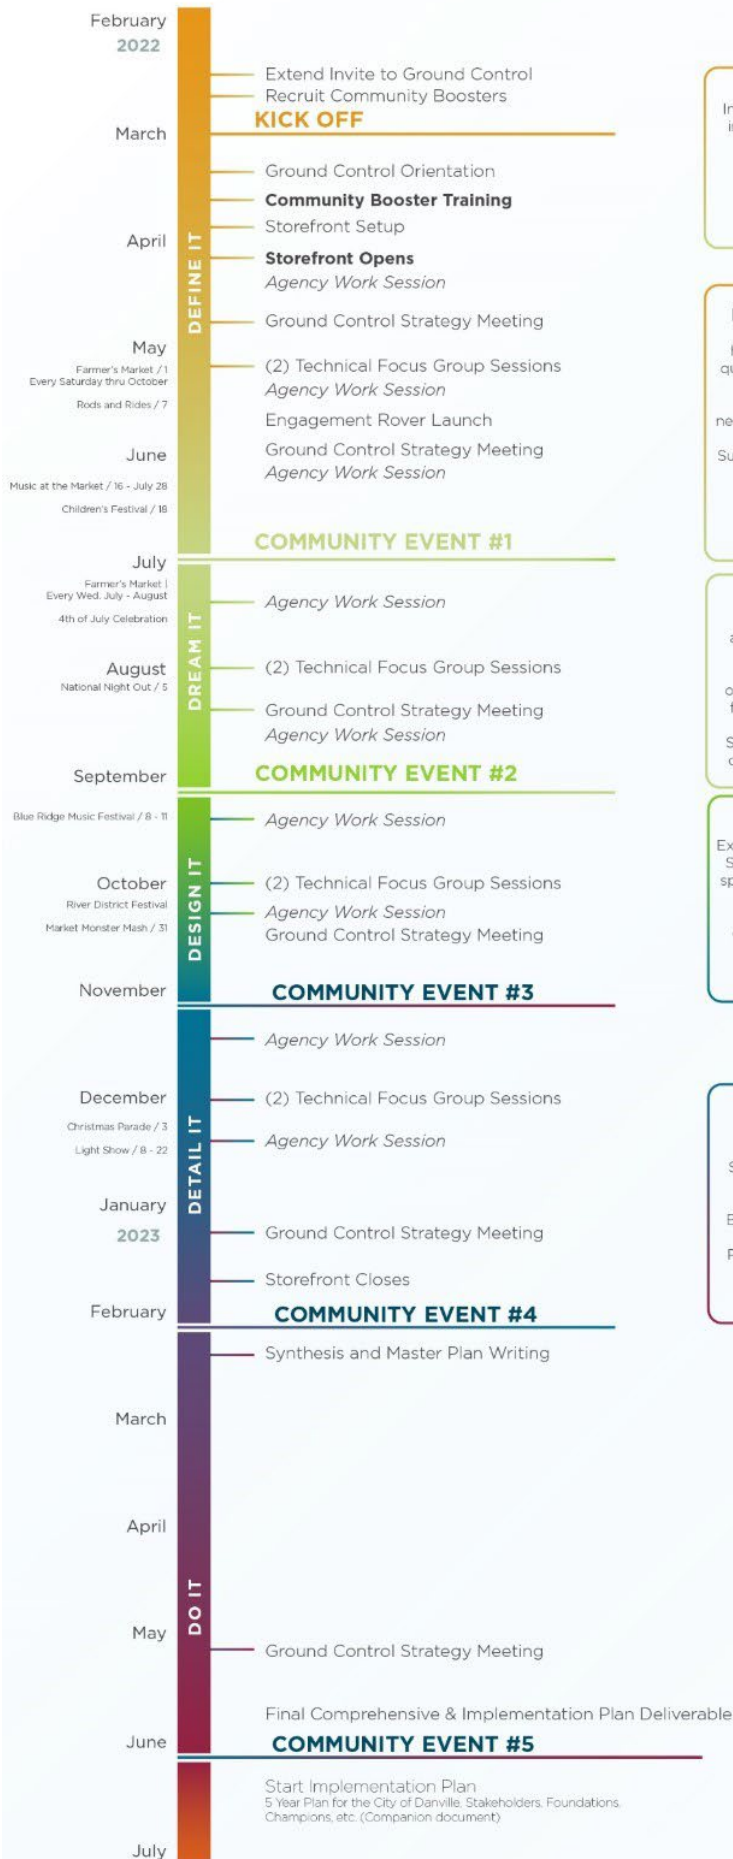 February
2022
Extend Invite to Ground Control
Recruit Community Boosters
KICK OFF
March
Ground Control Orientation
Community Booster Training
Storefront Setup
April
Storefront Opens
Agency Work Session
DEFINE IT
Ground Control Strategy Meeting
May
Farmer's Market / 1
Every Saturday thru October
Rods and Rides / 7
(2) Technical Focus Group Sessions
Agency Work Session
Engagement Rover Launch
June
Ground Control Strategy Meeting
Agency Work Session
Music at the Market / 16 - July 28
Children's Festival / 18
COMMUNITY EVENT #1
July
Farmer's Market |
Every Wed. July - August
4th of July Celebration
Agency Work Session
DREAM IT
August
National Night Out / 5
(2) Technical Focus Group Sessions
Ground Control Strategy Meeting
Agency Work Session
September
COMMUNITY EVENT #2
Blue Ridge Music Festival / 8 - 11
Agency Work Session
DESIGN IT
October
River District Festival
Market Monster Mash / 31
(2) Technical Focus Group Sessions
Agency Work Session
Ground Control Strategy Meeting
November
COMMUNITY EVENT #3
Agency Work Session
December
Christmas Parade / 3
Light Show / 8 - 22
(2) Technical Focus Group Sessions
Agency Work Session
DETAIL IT
January
2023
Ground Control Strategy Meeting
Storefront Closes
February
COMMUNITY EVENT #4
Synthesis and Master Plan Writing
March
April
DO IT
May
Ground Control Strategy Meeting
Final Comprehensive & Implementation Plan Deliverable
June
COMMUNITY EVENT #5
Start Implementation Plan
5 Year Plan for the City of Danville, Stakeholders, Foundations,
Champions, etc. (Companion document)
July